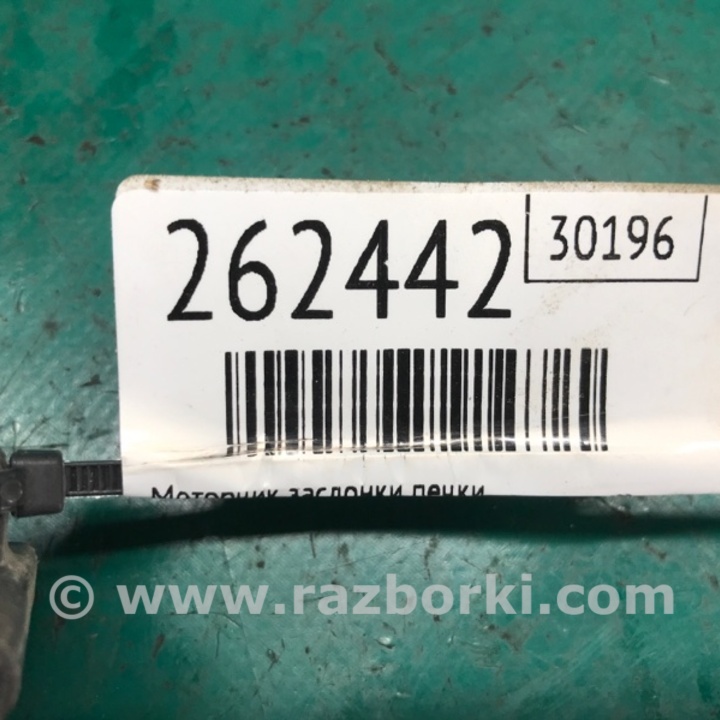 262442
30196
Моторчик заслонки печки
© www.razborki.com